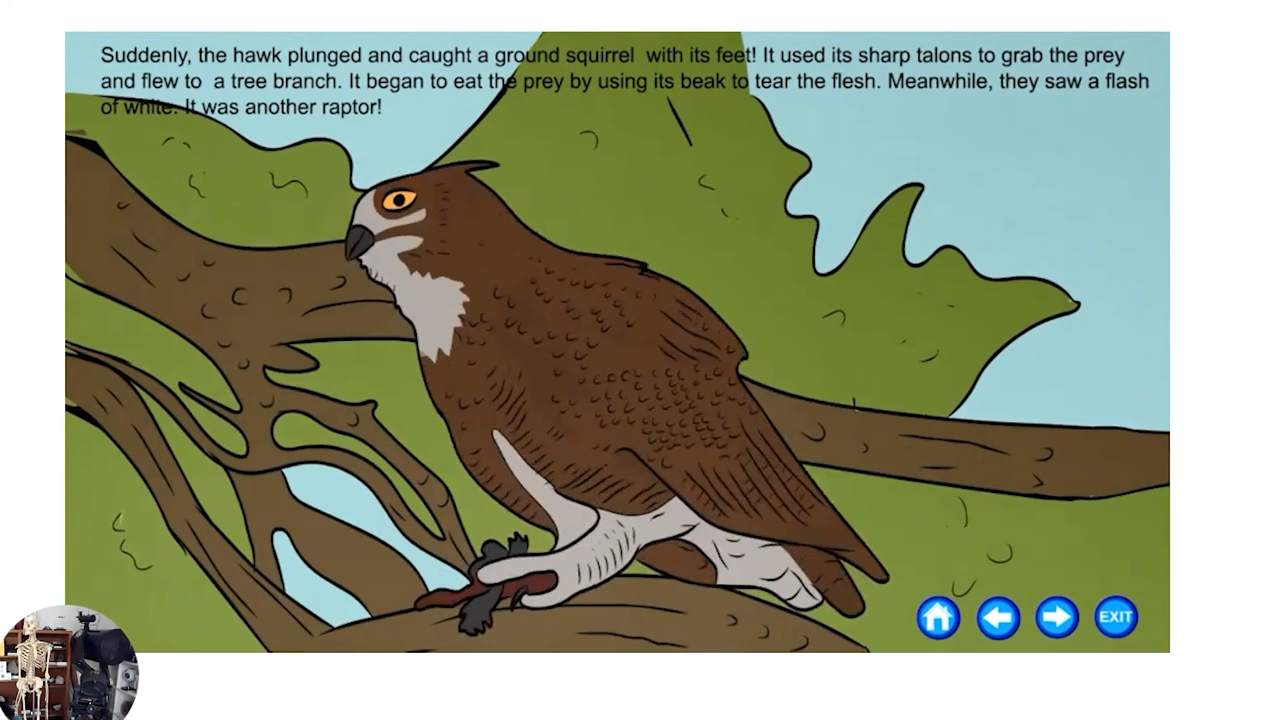 Suddenly, the hawk plunged and caught a ground squirrel  with its feet! It used its sharp talons to grab the prey
and flew to  a tree branch. It began to eat the prey by using its beak to tear the flesh. Meanwhile, they saw a flash
of white. It was another raptor!
EXIT